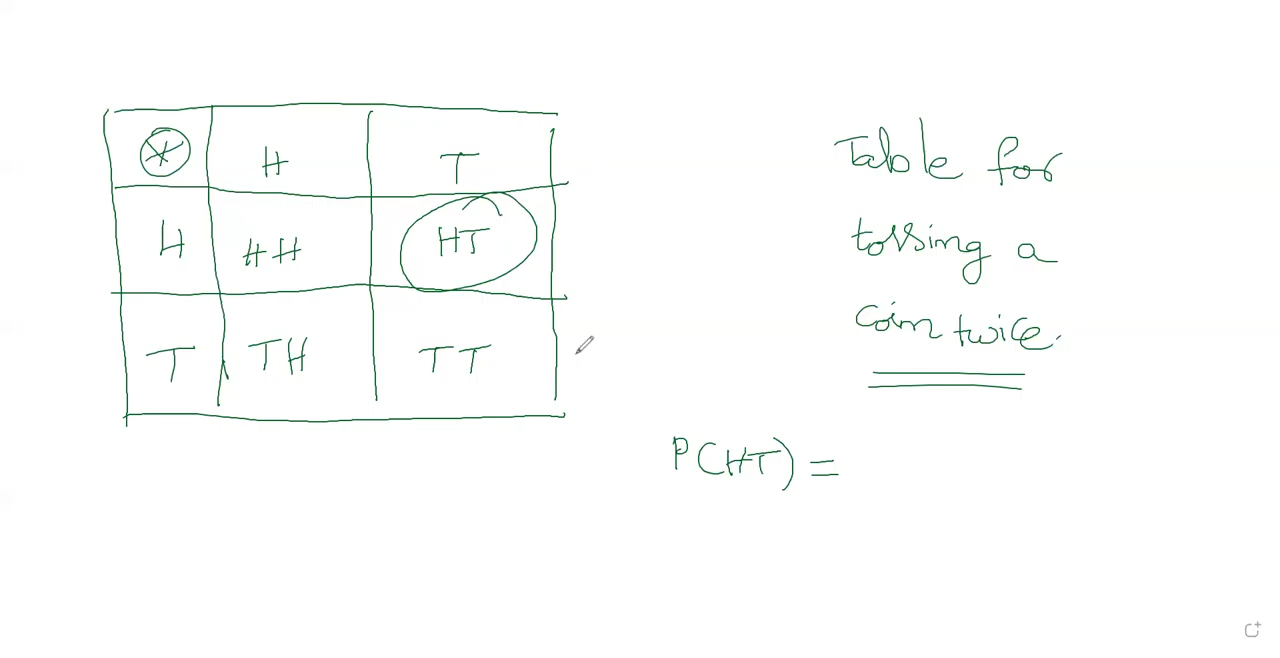 X H T
H HH HT
T TH TT
Table for
tossing a
coin twice.
P(HT) =